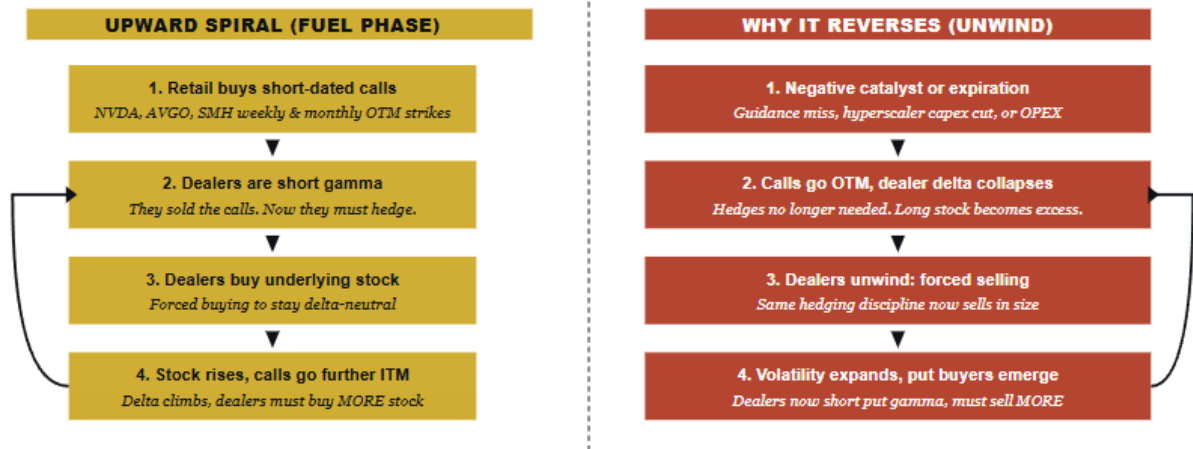 UPWARD SPIRAL (FUEL PHASE)
1. Retail buys short-dated calls
NVDA, AVGO, SMH weekly & monthly OTM strikes
2. Dealers are short gamma
They sold the calls. Now they must hedge.
3. Dealers buy underlying stock
Forced buying to stay delta-neutral
4. Stock rises, calls go further ITM
Delta climbs, dealers must buy MORE stock
WHY IT REVERSES (UNWIND)
1. Negative catalyst or expiration
Guidance miss, hyperscaler capex cut, or OPEX
2. Calls go OTM, dealer delta collapses
Hedges no longer needed. Long stock becomes excess.
3. Dealers unwind: forced selling
Same hedging discipline now sells in size
4. Volatility expands, put buyers emerge
Dealers now short put gamma, must sell MORE